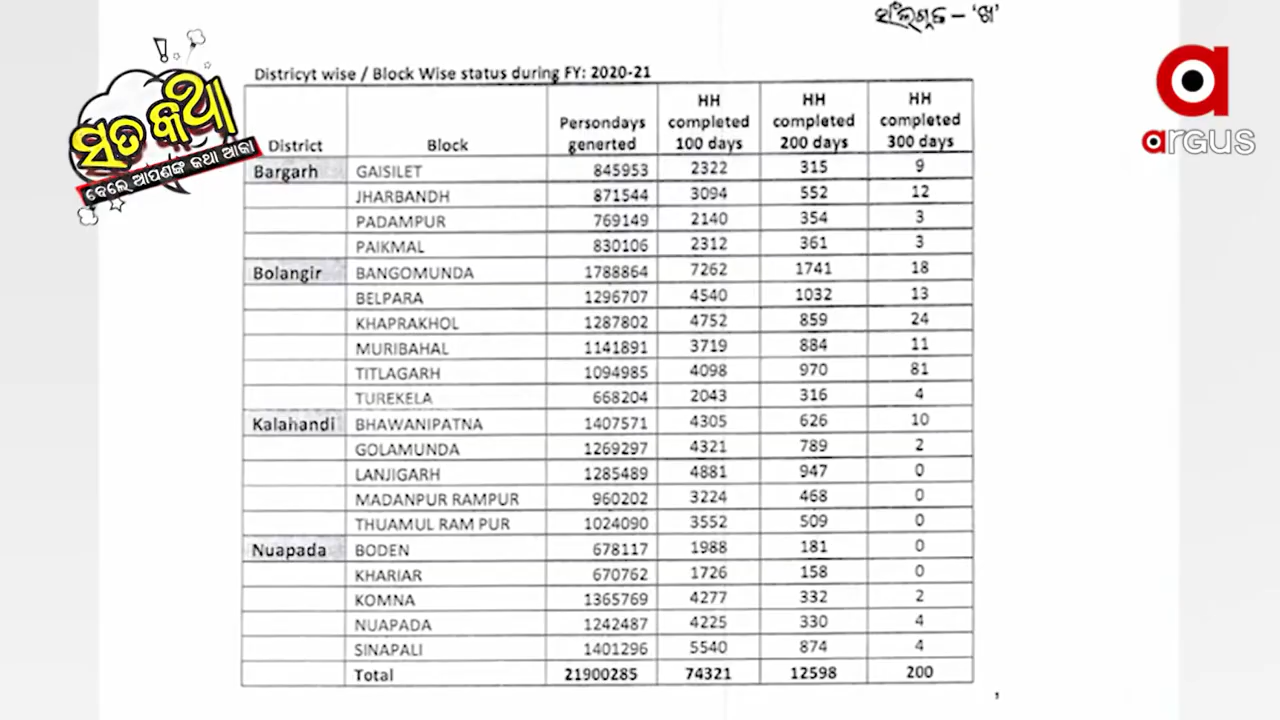 ସଂଲଗ୍ନକ – ‘ଖ’
ସତ କଥା
ବେଲେ ଆପଣଙ୍କ କଥା ଆକା
argus
Districyt wise / Block Wise status during FY: 2020-21
District Block Persondays generted HH completed 100 days HH completed 200 days HH completed 300 days
Bargarh GAISILET 845953 2322 315 9
JHARBANDH 871544 3094 552 12
PADAMPUR 769149 2140 354 3
PAIKMAL 830106 2312 361 3
Bolangir BANGOMUNDA 1788864 7262 1741 18
BELPARA 1296707 4540 1032 13
KHAPRAKHOL 1287802 4752 859 24
MURIBAHAL 1141891 3719 884 11
TITLAGARH 1094985 4098 970 81
TUREKELA 668204 2043 316 4
Kalahandi BHAWANIPATNA 1407571 4305 626 10
GOLAMUNDA 1269297 4321 789 2
LANJIGARH 1285489 4881 947 0
MADANPUR RAMPUR 960202 3224 468 0
THUAMUL RAM PUR 1024090 3552 509 0
Nuapada BODEN 678117 1988 181 0
KHARIAR 670762 1726 158 0
KOMNA 1365769 4277 332 2
NUAPADA 1242487 4225 330 4
SINAPALI 1401296 5540 874 4
Total 21900285 74321 12598 200